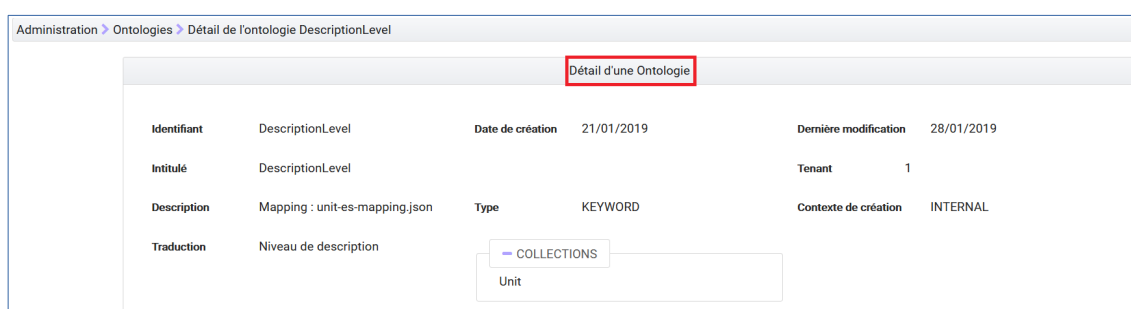 Administration > Ontologies > Détail de l'ontologie DescriptionLevel
Détail d'une Ontologie
Identifiant DescriptionLevel Date de création 21/01/2019 Dernière modification 28/01/2019
Intitulé DescriptionLevel Tenant 1
Description Mapping : unit-es-mapping.json Type KEYWORD Contexte de création INTERNAL
Traduction Niveau de description
COLLECTIONS
Unit